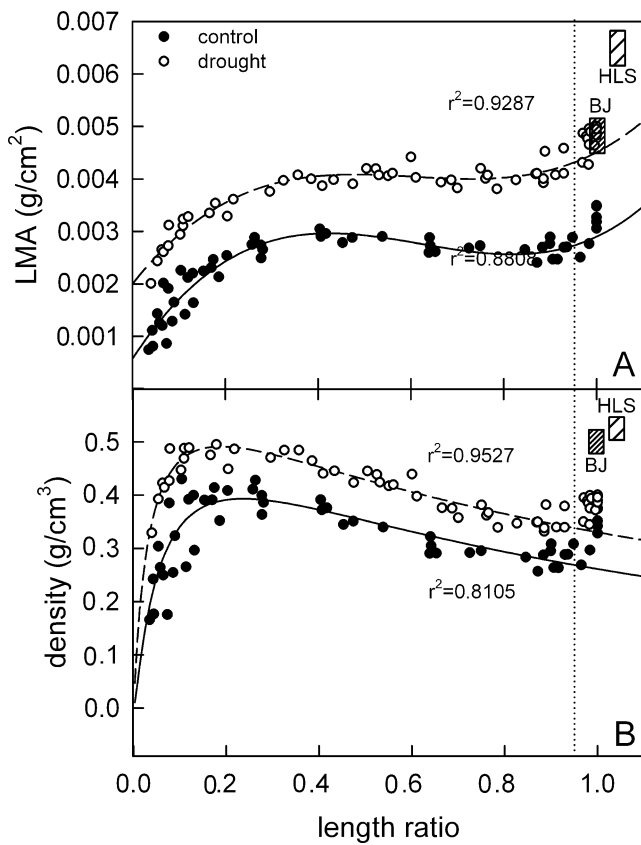 0.007
control
drought
HLS
0.006
r²=0.9287
BJ
0.005
LMA (g/cm²)
0.004
0.003
r²=0.8808
0.002
0.001
A
HLS
BJ
0.5
r²=0.9527
0.4
density (g/cm³)
0.3
r²=0.8105
0.2
0.1
0.0
B
0.0 0.2 0.4 0.6 0.8 1.0
length ratio